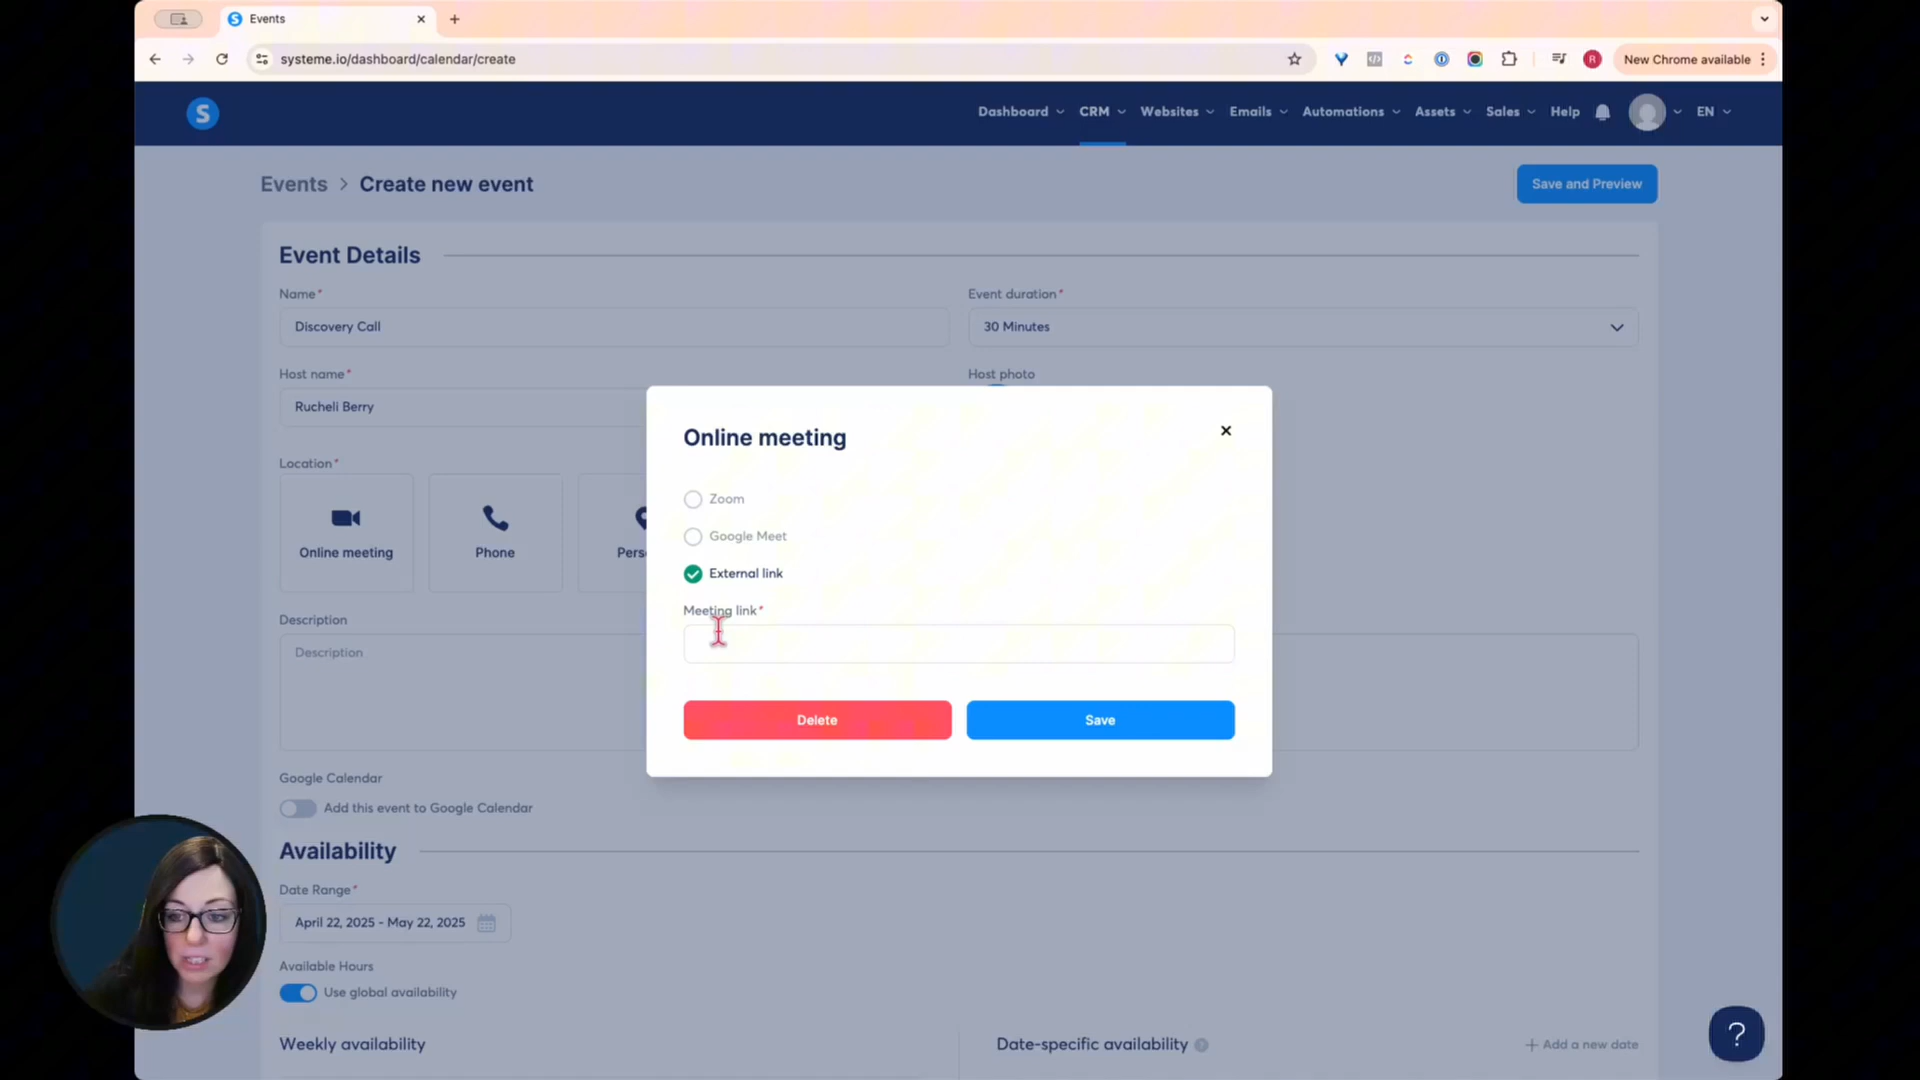 Events
systeme.io/dashboard/calendar/create
R
New Chrome available
S
Dashboard CRM Websites Emails Automations Assets Sales Help EN
Events > Create new event
Save and Preview
Event Details
Name*
Event duration*
Discovery Call
30 Minutes
Host name*
Host photo
Rucheli Berry
Location*
Online meeting
Phone
Pers
Online meeting
Zoom
Google Meet
External link
Meeting link*
Delete
Save
Description
Description
Google Calendar
Add this event to Google Calendar
Availability
Date Range*
April 22, 2025 - May 22, 2025
Available Hours
Use global availability
Weekly availability
Date-specific availability ?
+ Add a new date
?